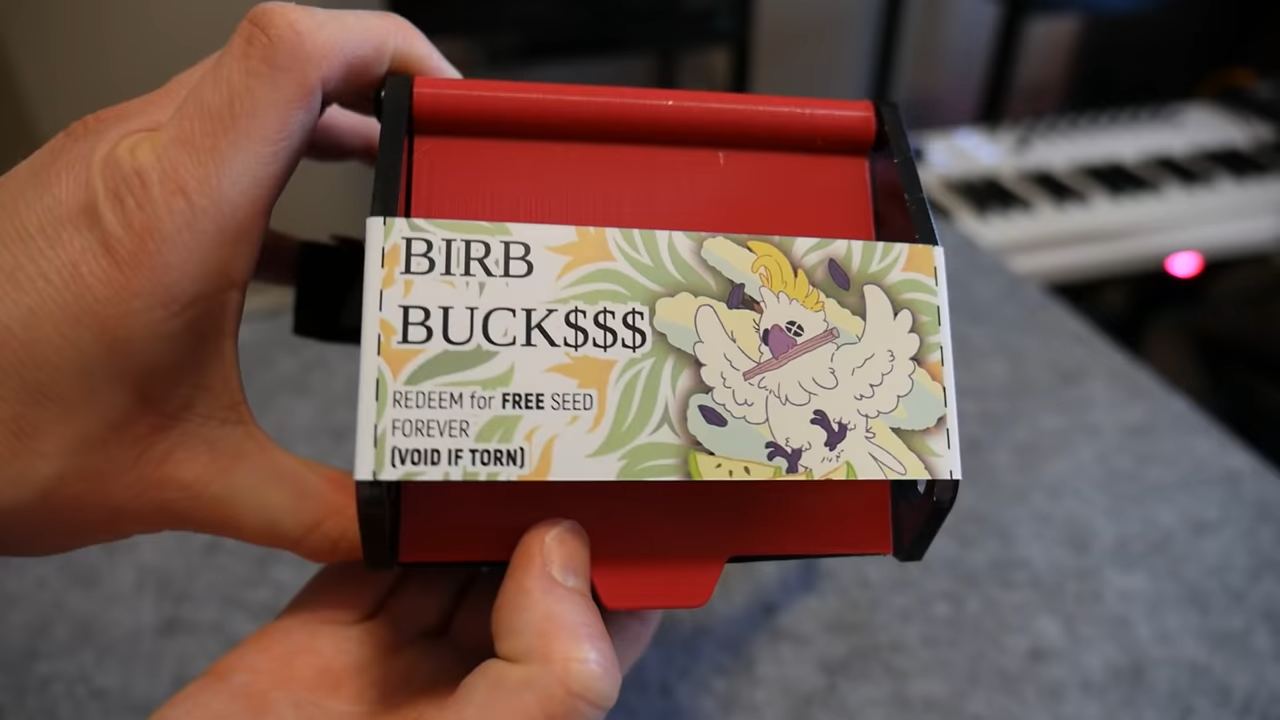 BIRB
BUCK$$$
REDEEM for FREE SEED
FOREVER
(VOID IF TORN)